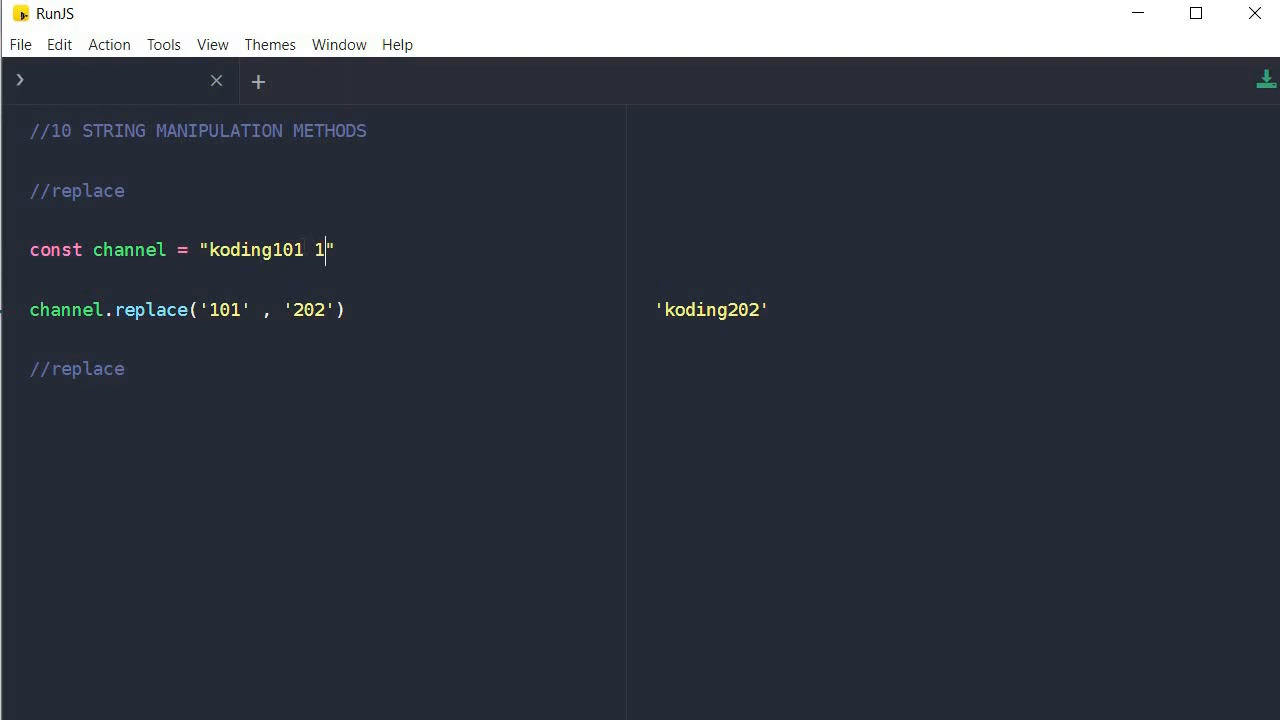 RunJS
File Edit Action Tools View Themes Window Help
//10 STRING MANIPULATION METHODS
//replace
const channel = "koding101 1"
channel.replace('101' , '202') 'koding202'
//replace